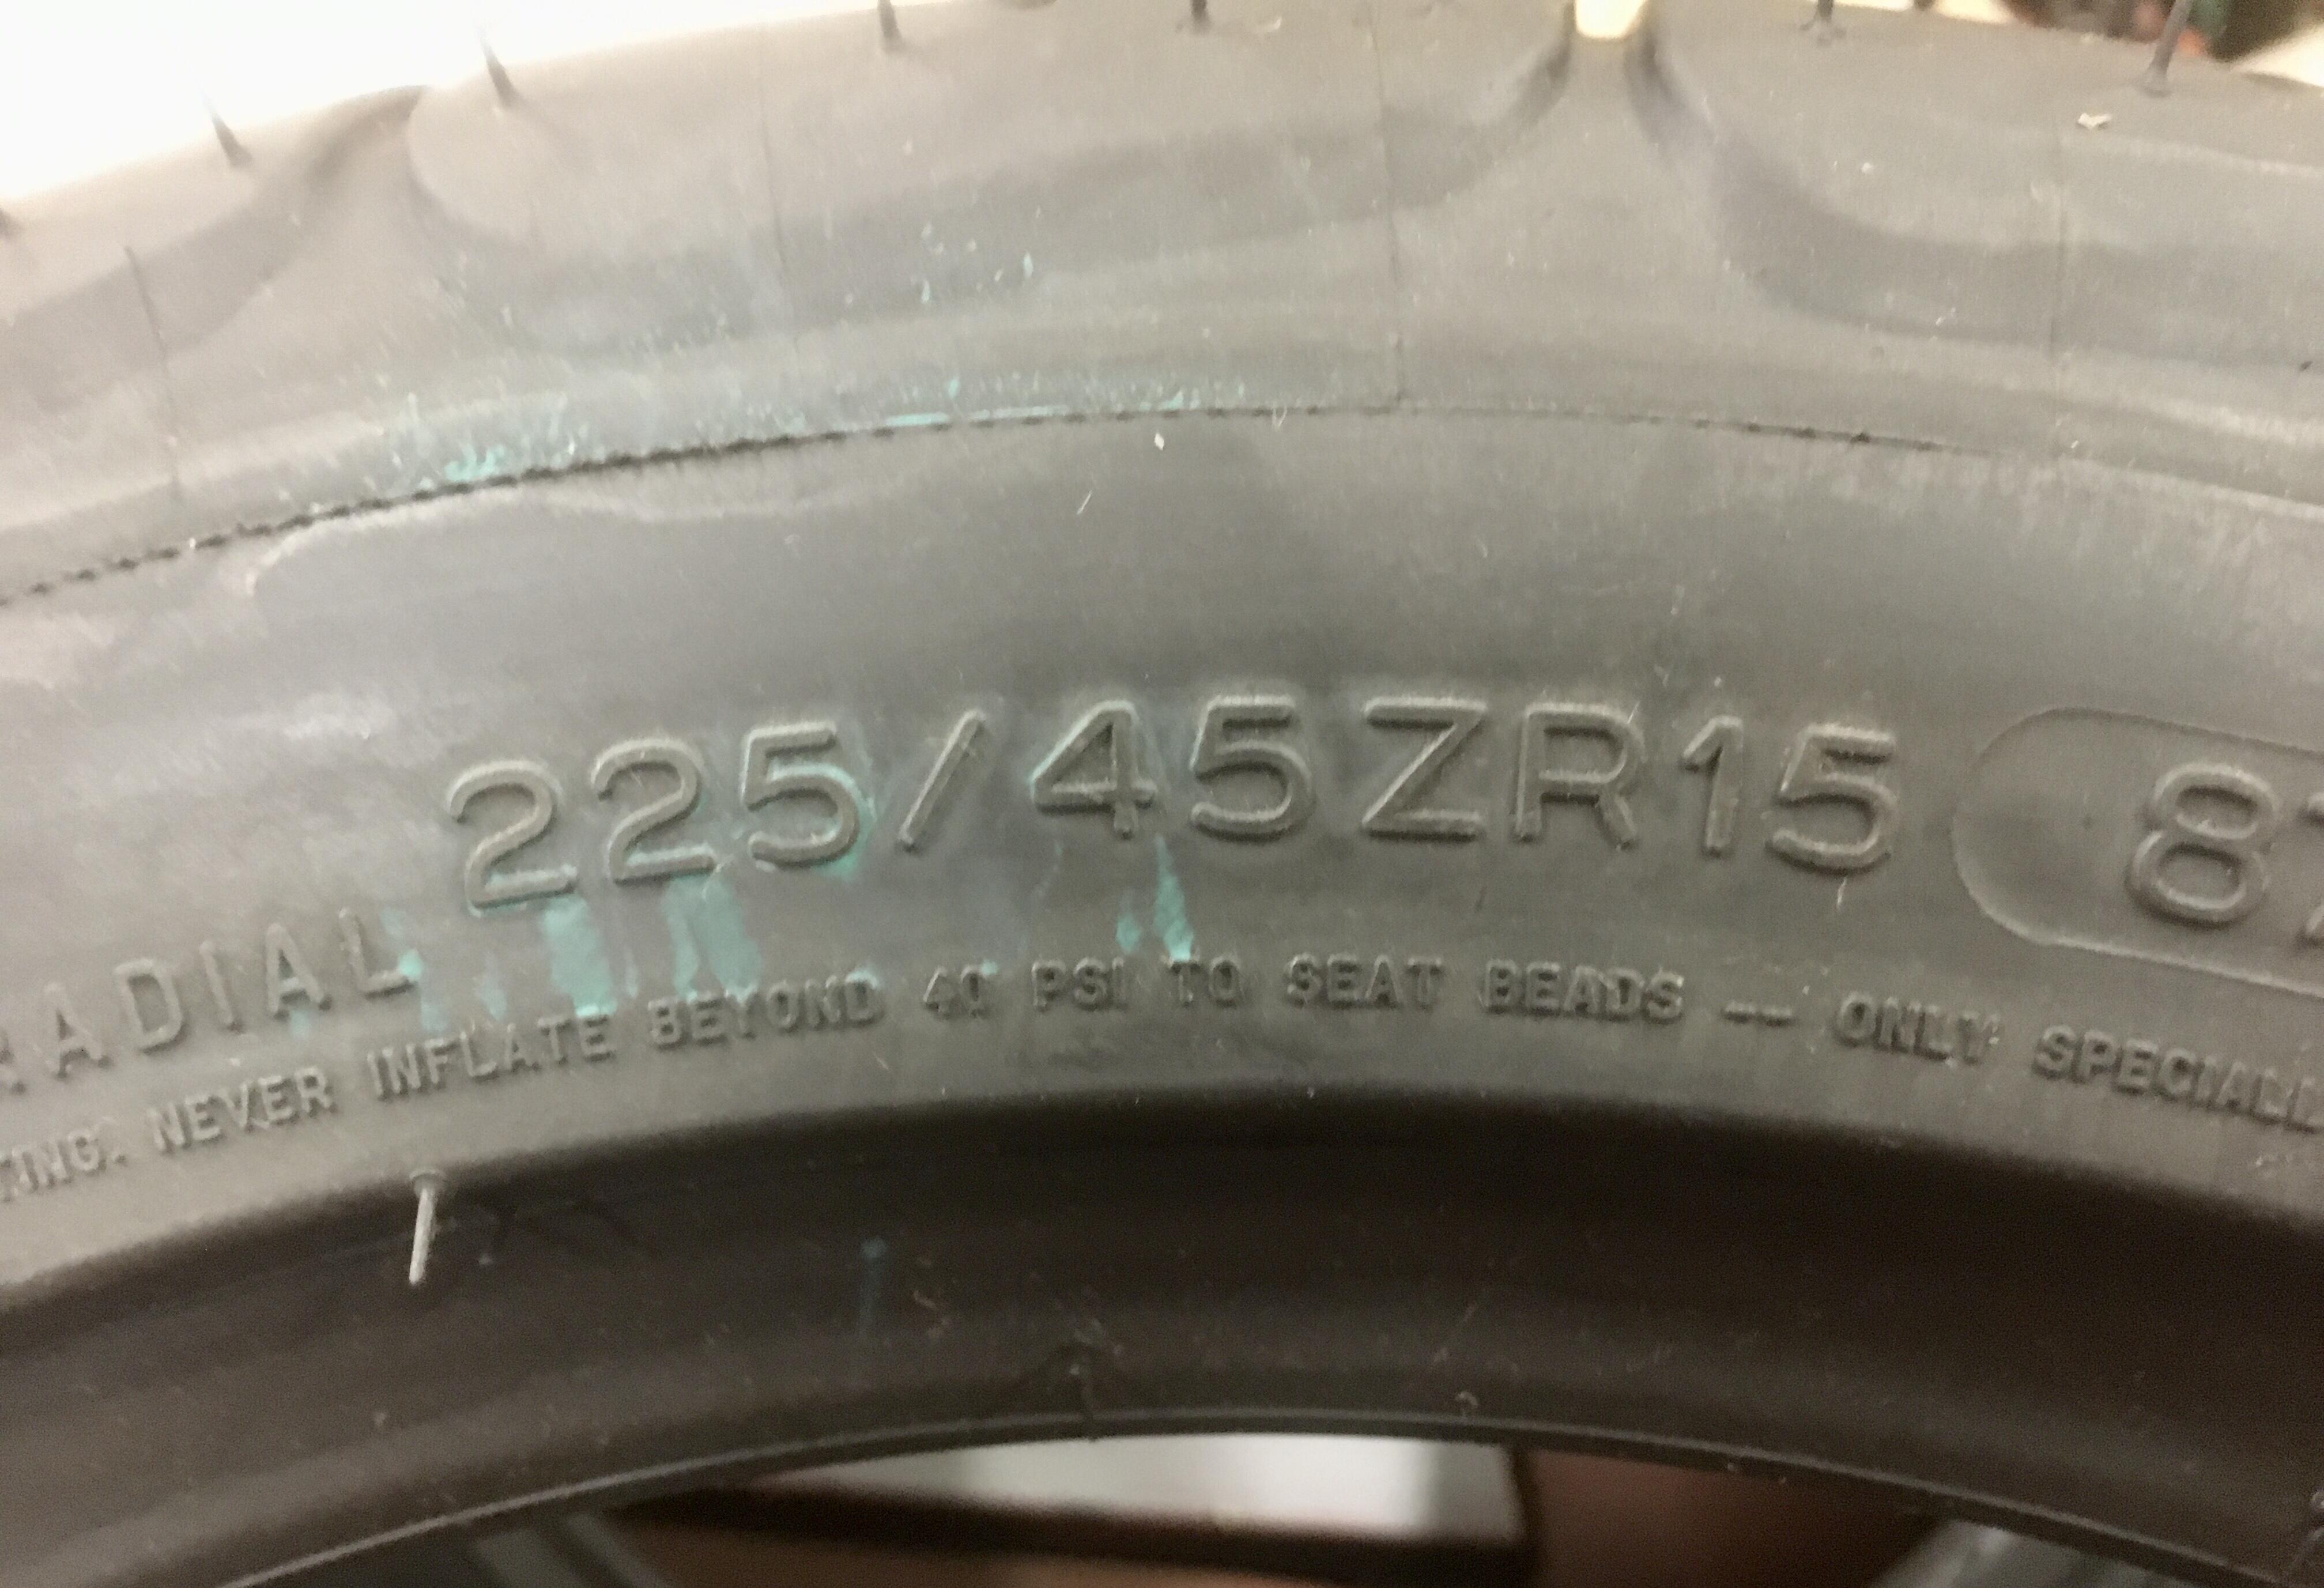 225/45ZR15
RADIAL
NEVER INFLATE BEYOND 40 PSI TO SEAT BEADS -- ONLY